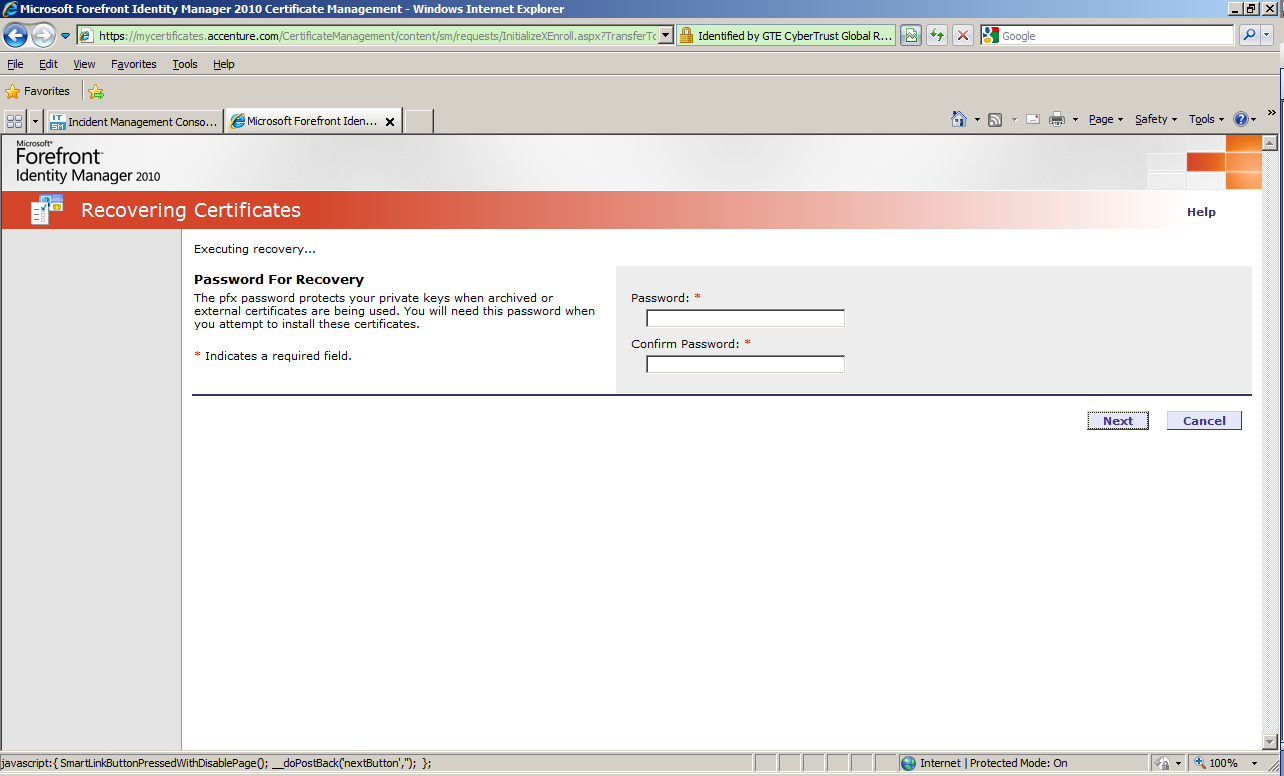 Microsoft Forefront Identity Manager 2010 Certificate Management - Windows Internet Explorer
https://mycertificates.accenture.com/CertificateManagement/content/sm/requests/InitializeXEnroll.aspx?TransferTo
Identified by GTE CyberTrust Global R...
Google
File Edit View Favorites Tools Help
Favorites
Incident Management Conso...
Microsoft Forefront Iden...
Page
Safety
Tools
Microsoft
Forefront
Identity Manager 2010
Recovering Certificates
Help
Executing recovery...
Password For Recovery
The pfx password protects your private keys when archived or
external certificates are being used. You will need this password when
you attempt to install these certificates.
* Indicates a required field.
Password: *
Confirm Password: *
Next
Cancel
javascript:{ SmartLinkButtonPressedWithDisablePage(); __doPostBack('nextButton',''); };
Internet | Protected Mode: On
100%